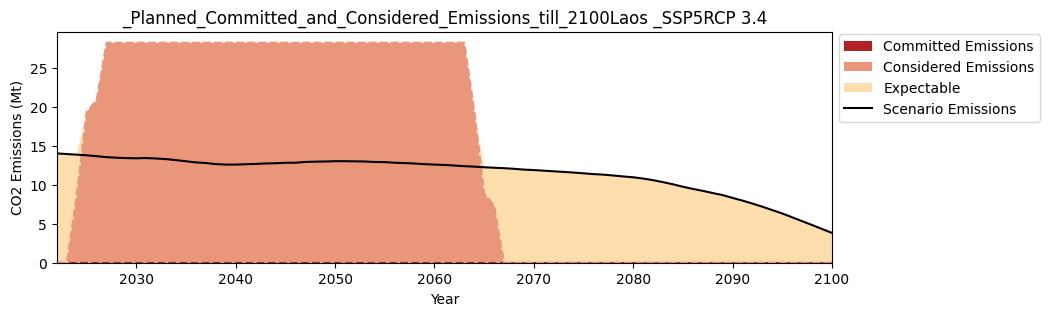 _Planned_Committed_and_Considered_Emissions_till_2100Laos _SSP5RCP 3.4
Committed Emissions
Considered Emissions
Expectable
Scenario Emissions
CO2 Emissions (Mt)
25
20
15
10
5
0
2030 2040 2050 2060 2070 2080 2090 2100
Year